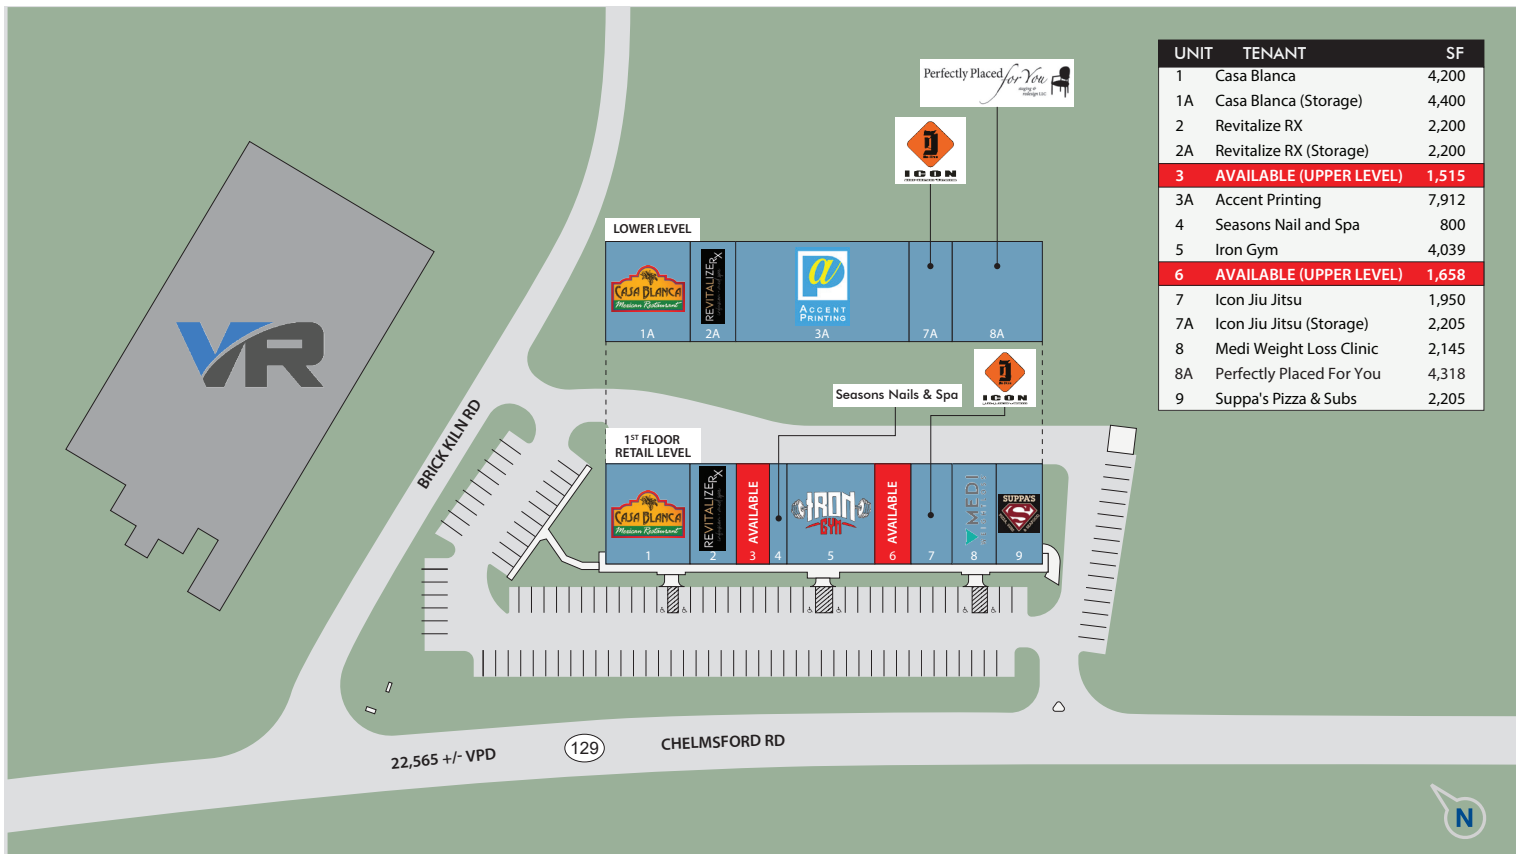 Perfectly Placed for You
staging &
redesign LLC
ICON
LOWER LEVEL
CASA BLANCA
Mexican Restaurant
1A
REVITALIZE RX
2A
a
ACCENT
PRINTING
3A
7A
8A
ICON
Seasons Nails & Spa
1ST FLOOR
RETAIL LEVEL
CASA BLANCA
Mexican Restaurant
1
REVITALIZE RX
2
AVAILABLE
3
4
IRON
GYM
5
AVAILABLE
6
7
MEDI
8
SUPPA'S
9
VR
BRICK KILN RD
22,565 +/- VPD
129
CHELMSFORD RD
N
UNIT TENANT SF
1 Casa Blanca 4,200
1A Casa Blanca (Storage) 4,400
2 Revitalize RX 2,200
2A Revitalize RX (Storage) 2,200
3 AVAILABLE (UPPER LEVEL) 1,515
3A Accent Printing 7,912
4 Seasons Nail and Spa 800
5 Iron Gym 4,039
6 AVAILABLE (UPPER LEVEL) 1,658
7 Icon Jiu Jitsu 1,950
7A Icon Jiu Jitsu (Storage) 2,205
8 Medi Weight Loss Clinic 2,145
8A Perfectly Placed For You 4,318
9 Suppa's Pizza & Subs 2,205